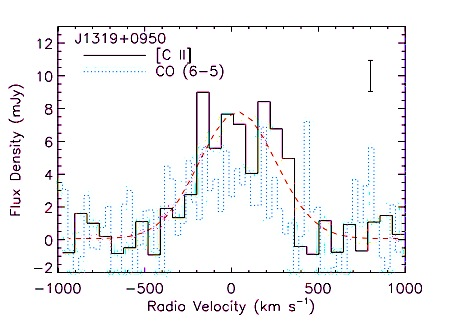 J1319+0950
[C II]
CO (6-5)
Flux Density (mJy)
12
10
8
6
4
2
0
-2
-1000 -500 0 500 1000
Radio Velocity (km s⁻¹)